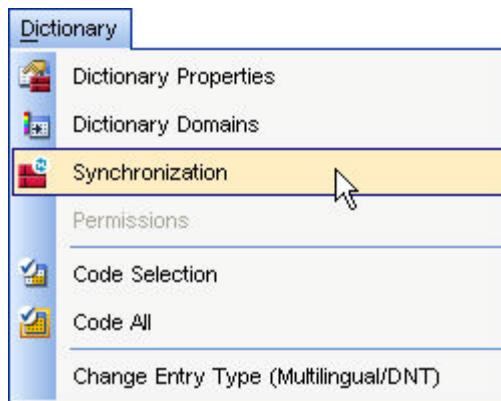 Dictionary
Dictionary Properties
Dictionary Domains
Synchronization
Permissions
Code Selection
Code All
Change Entry Type (Multilingual/DNT)